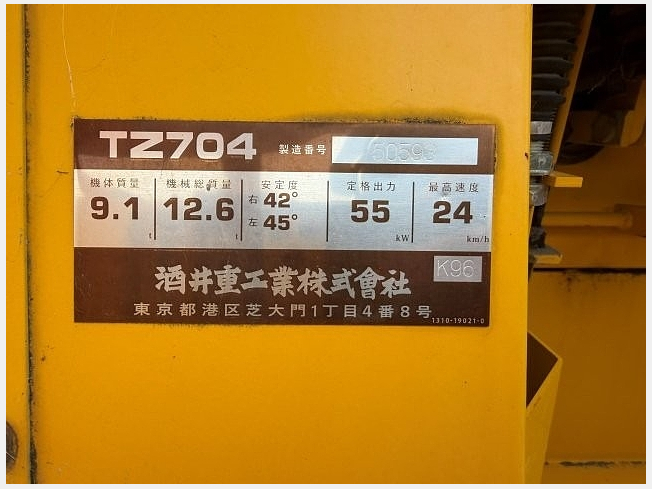 TZ704 製造番号
機体質量 機械総質量 安定度 定格出力 最高速度
9.1 t 12.6 t 右 42° 左 45° 55 kW 24 km/h
酒井重工業株式會社 K96
東京都港区芝大門1丁目4番8号
1310-19021-0